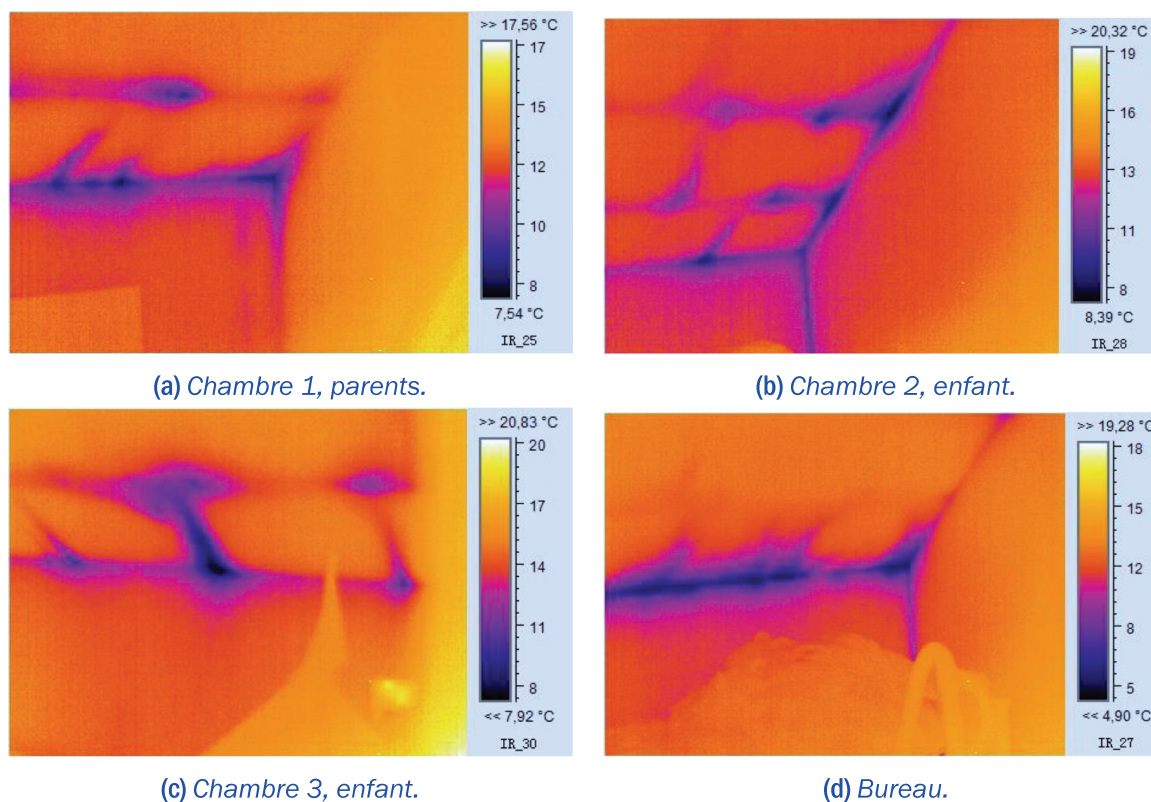 >> 17,56 °C
17
15
12
10
8
7,54 °C
IR_25
(a) Chambre 1, parents.
>> 20,32 °C
19
16
13
11
8
8,39 °C
IR_28
(b) Chambre 2, enfant.
>> 20,83 °C
20
17
14
11
8
<< 7,92 °C
IR_30
(c) Chambre 3, enfant.
>> 19,28 °C
18
15
12
8
5
<< 4,90 °C
IR_27
(d) Bureau.